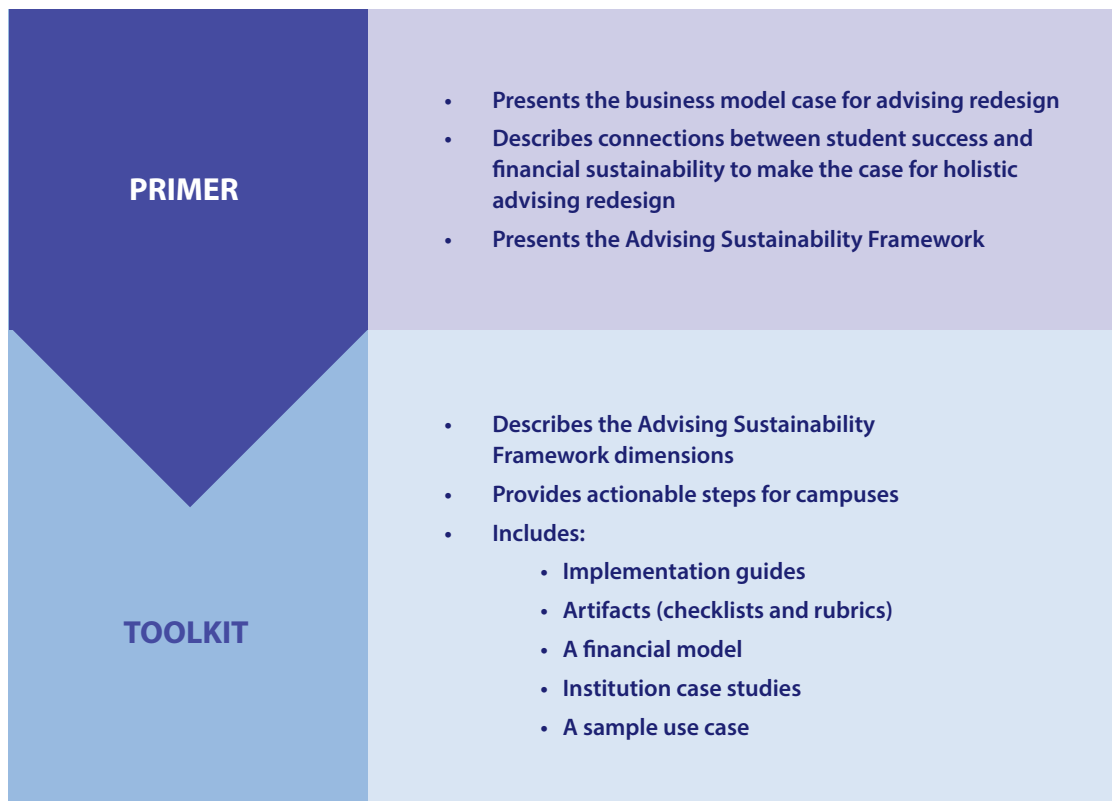 PRIMER
• Presents the business model case for advising redesign
• Describes connections between student success and
financial sustainability to make the case for holistic
advising redesign
• Presents the Advising Sustainability Framework
TOOLKIT
• Describes the Advising Sustainability
Framework dimensions
• Provides actionable steps for campuses
• Includes:
• Implementation guides
• Artifacts (checklists and rubrics)
• A financial model
• Institution case studies
• A sample use case